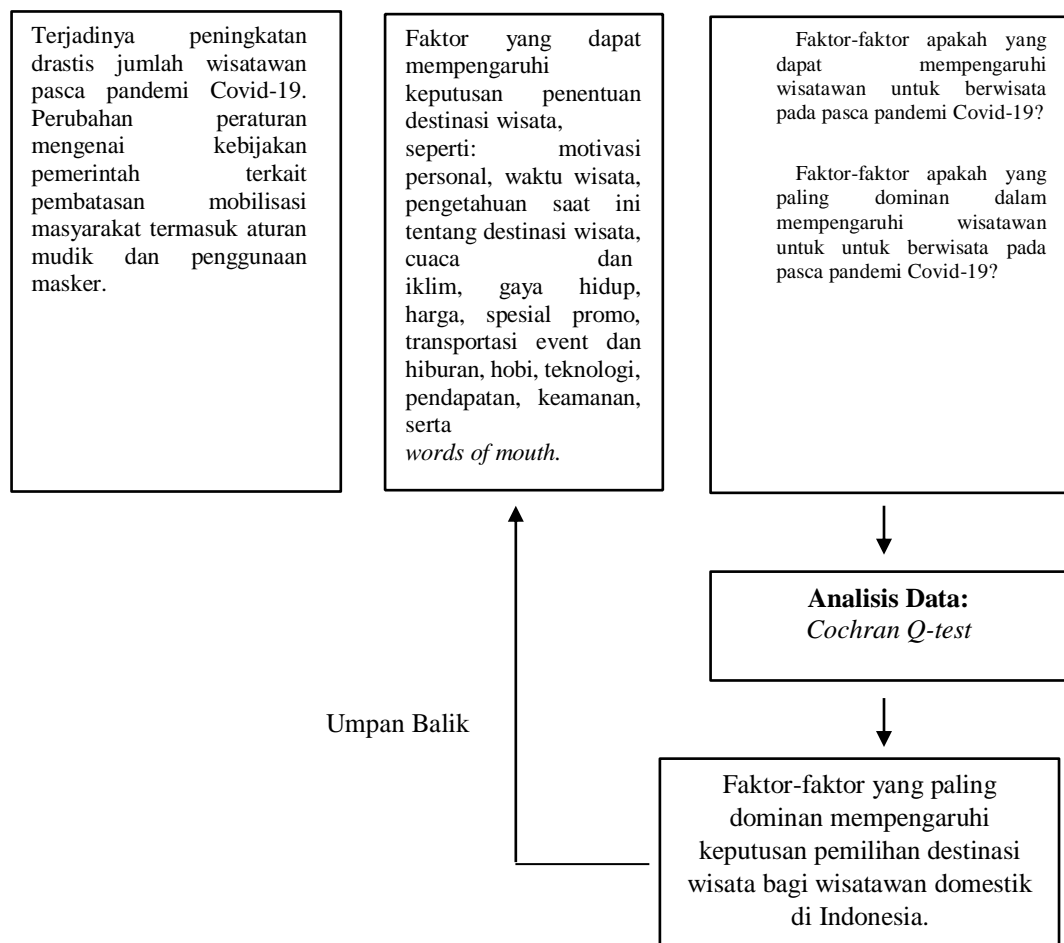 Terjadinya peningkatan
drastis jumlah wisatawan
pasca pandemi Covid-19.
Perubahan peraturan
mengenai kebijakan
pemerintah terkait
pembatasan mobilisasi
masyarakat termasuk aturan
mudik dan penggunaan
masker.
Faktor yang dapat
mempengaruhi
keputusan penentuan
destinasi wisata,
seperti: motivasi
personal, waktu wisata,
pengetahuan saat ini
tentang destinasi wisata,
cuaca dan
iklim, gaya hidup,
harga, spesial promo,
transportasi event dan
hiburan, hobi, teknologi,
pendapatan, keamanan,
serta
words of mouth.
Faktor-faktor apakah yang
dapat mempengaruhi
wisatawan untuk berwisata
pada pasca pandemi Covid-19?
Faktor-faktor apakah yang
paling dominan dalam
mempengaruhi wisatawan
untuk untuk berwisata pada
pasca pandemi Covid-19?
Analisis Data:
Cochran Q-test
Umpan Balik
Faktor-faktor yang paling
dominan mempengaruhi
keputusan pemilihan destinasi
wisata bagi wisatawan domestik
di Indonesia.